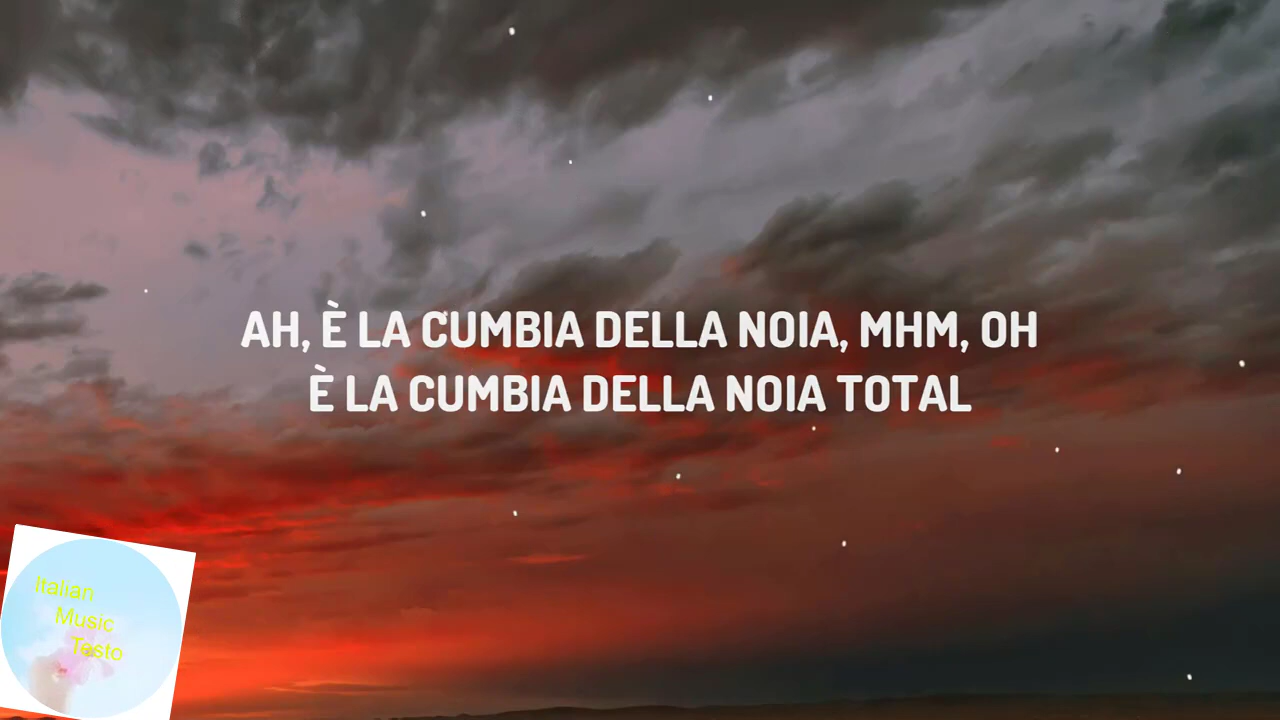 AH, È LA CUMBIA DELLA NOIA, MHM, OH
È LA CUMBIA DELLA NOIA TOTAL
Italian
Music
Testo